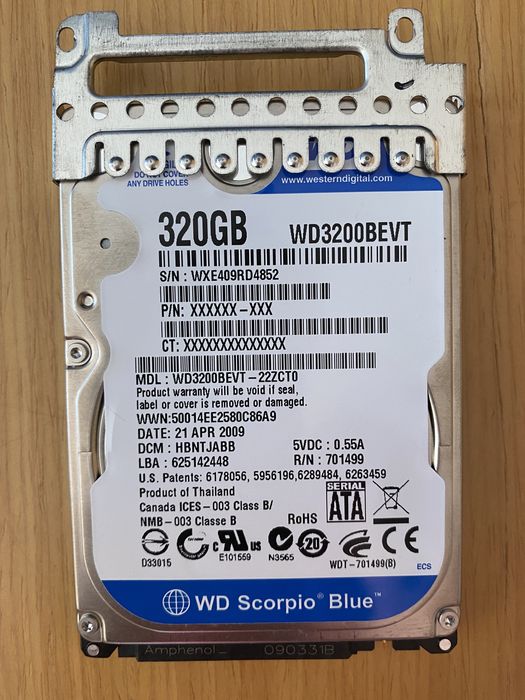 DO NOT COVER
ANY DRIVE HOLES
www.westerndigital.com
320GB WD3200BEVT
S/N : WXE409RD4852
P/N: XXXXXX-XXX
CT: XXXXXXXXXXXXXX
MDL : WD3200BEVT-22ZCT0
Product warranty will be void if seal,
label or cover is removed or damaged.
WWN:50014EE2580C86A9
DATE: 21 APR 2009
DCM : HBNTJABB 5VDC : 0.55A
LBA : 625142448 R/N : 701499
U.S. Patents: 6178056, 5956196,6289484, 6263459
Product of Thailand
Canada ICES-003 Class B/
NMB-003 Classe B
RoHS
SERIAL
ATA
D33015
c RU us
E101559
N3565
20
CE
WDT-701499(B)
ECS
WD Scorpio® Blue™
Amphenol_ 090331B